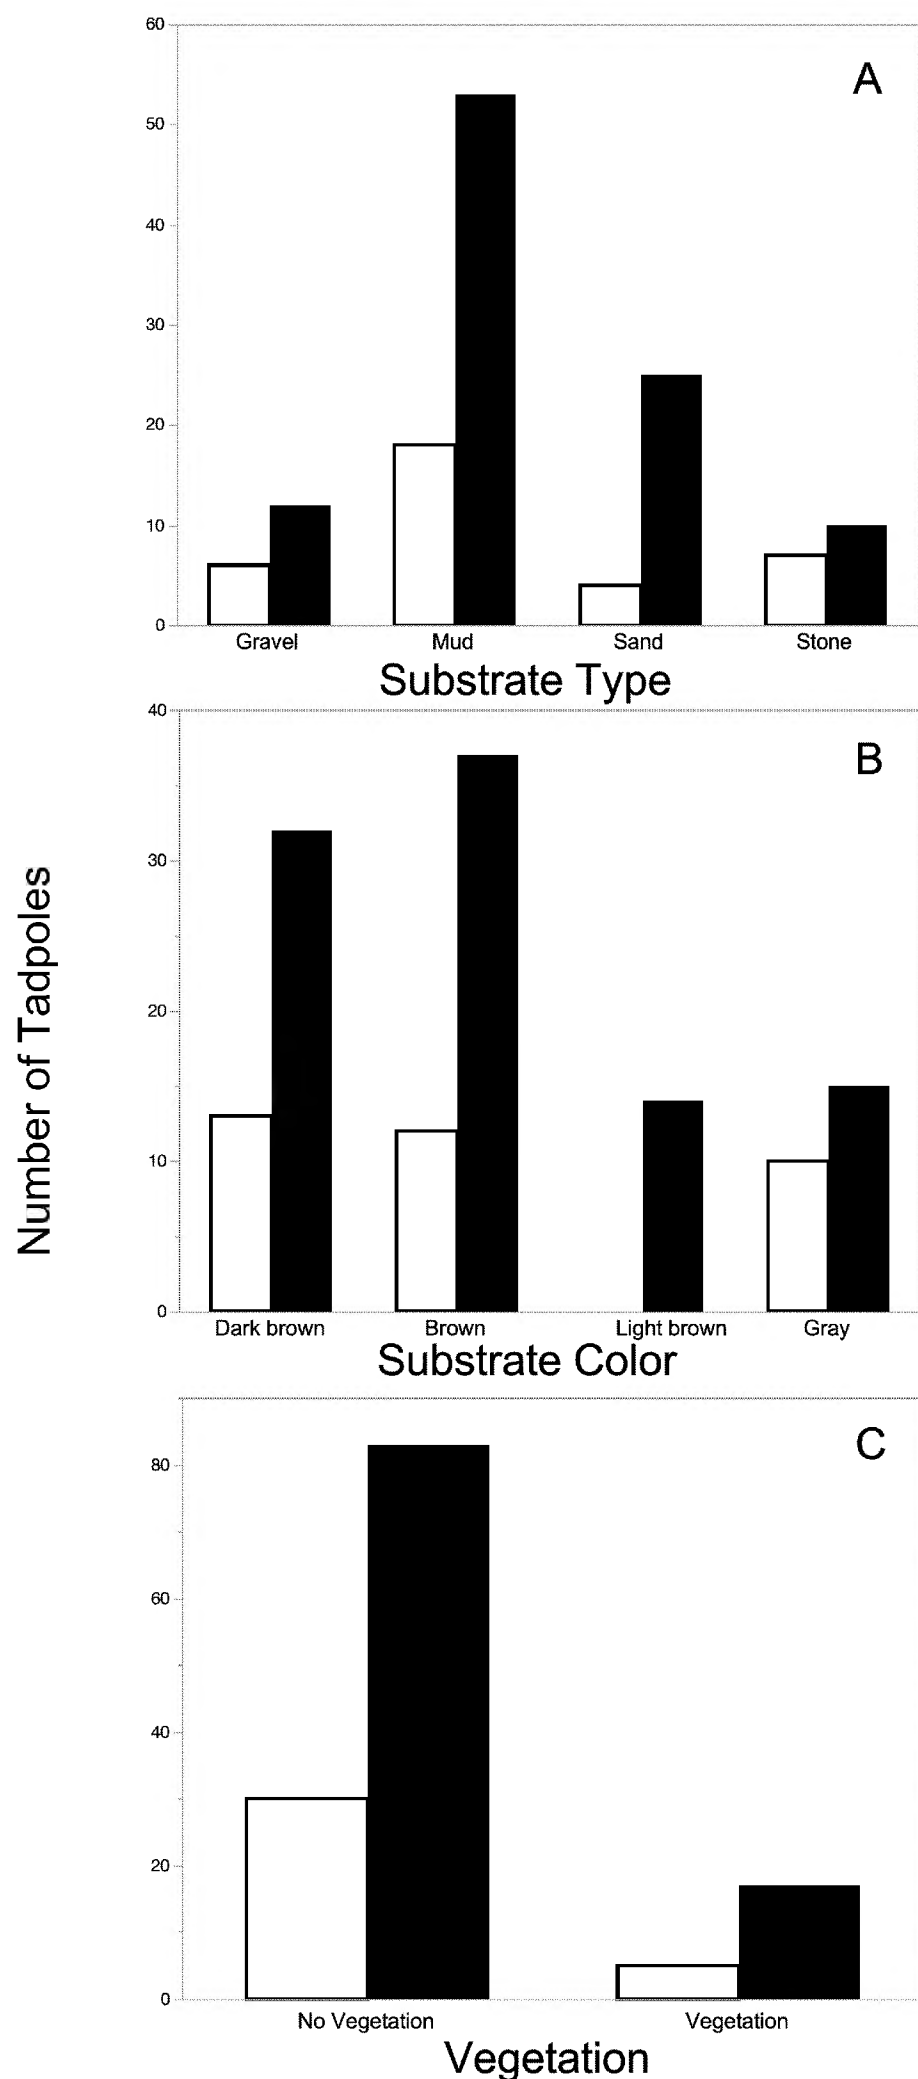 60
A
50
40
30
20
10
0
Gravel Mud Sand Stone
Substrate Type
40
B
30
20
10
0
Dark brown Brown Light brown Gray
Substrate Color
Number of Tadpoles
C
80
60
40
20
0
No Vegetation Vegetation
Vegetation